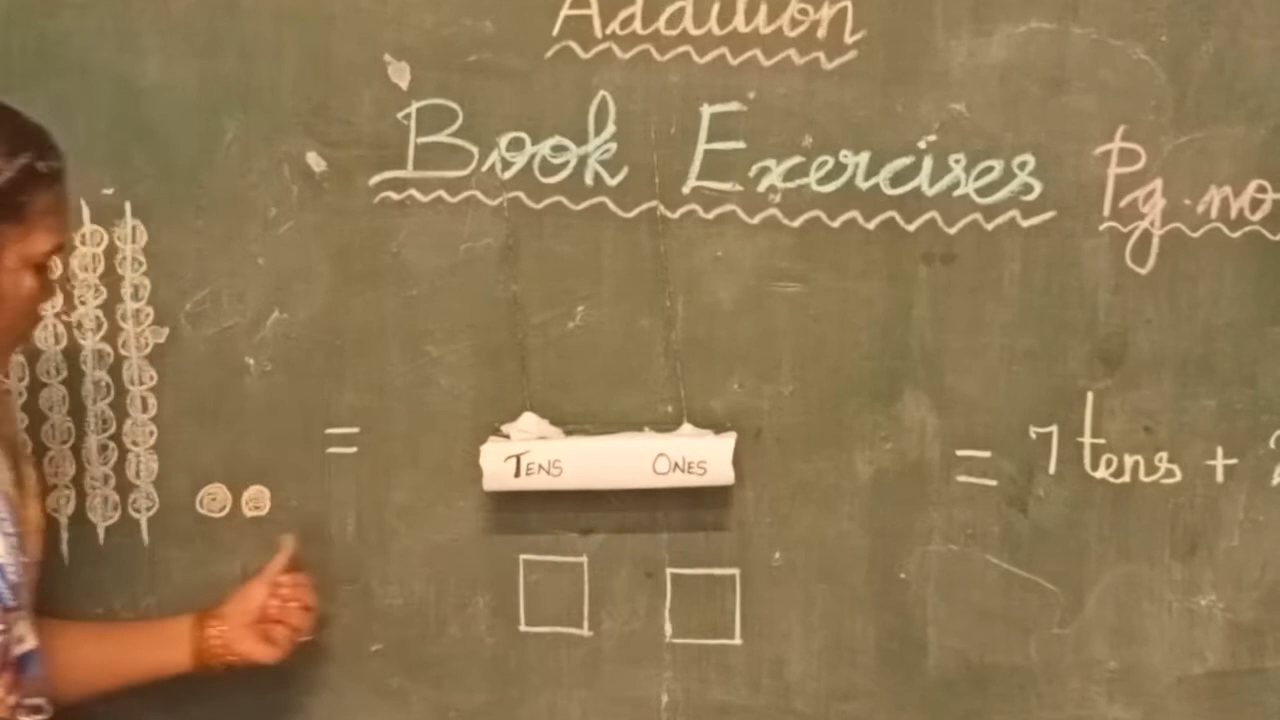 Addition
Book Exercises Pg.no
=
TENS ONES
= 7 tens +